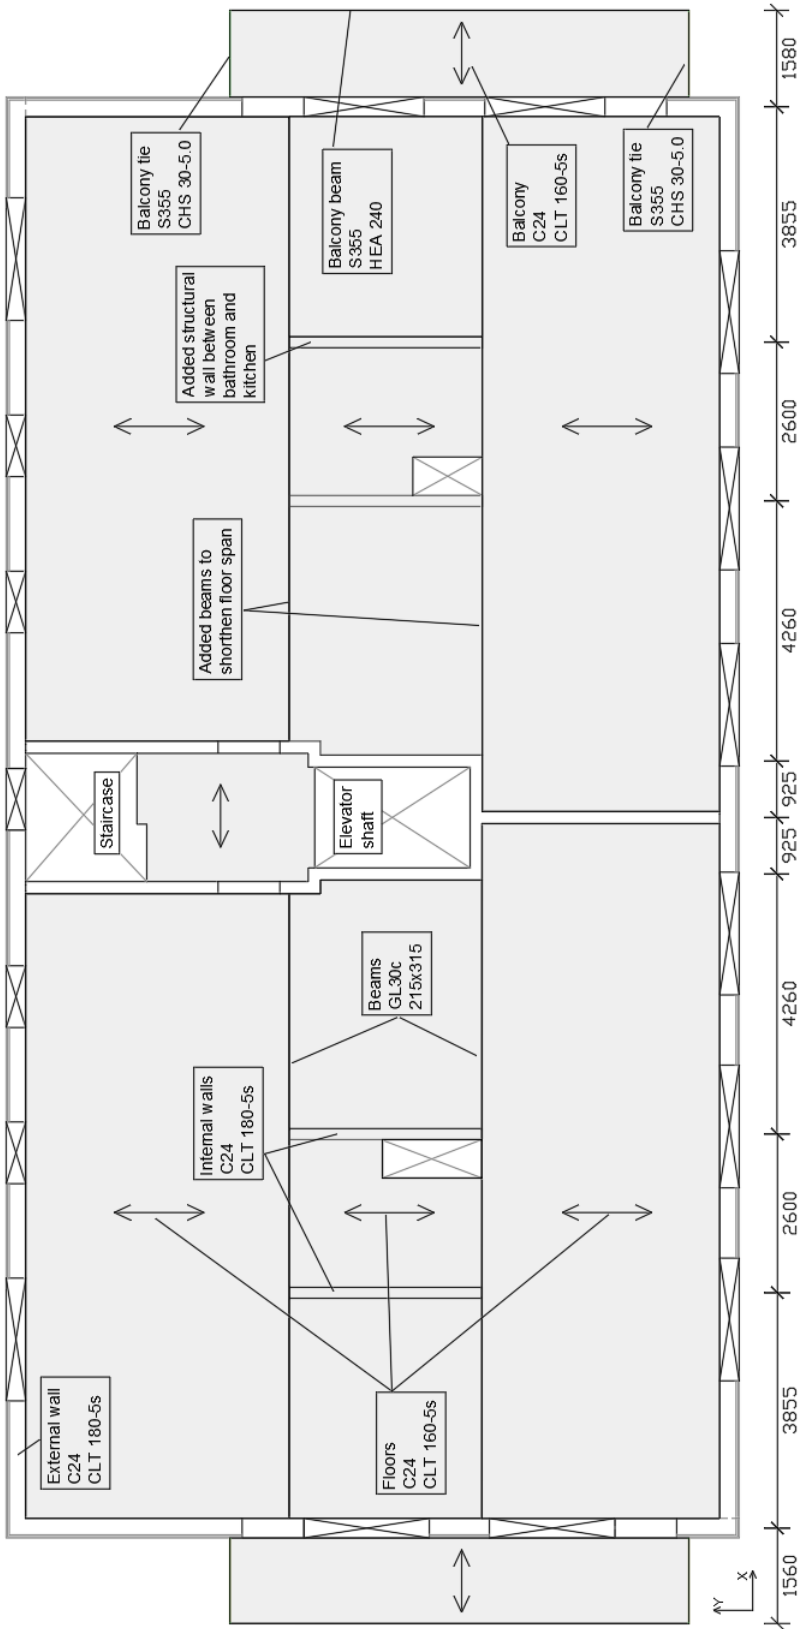 External wall
C24
CLT 180-5s
Staircase
Balcony tie
S355
CHS 30-5.0
Added structural
wall between
bathroom and
kitchen
Internal walls
C24
CLT 180-5s
Added beams to
shorthen floor span
Balcony beam
S355
HEA 240
Elevator
shaft
Beams
GL30c
215x315
Floors
C24
CLT 160-5s
Balcony
C24
CLT 160-5s
Balcony tie
S355
CHS 30-5.0
Y
X
1560
3855
2600
4260
925
925
4260
2600
3855
1580